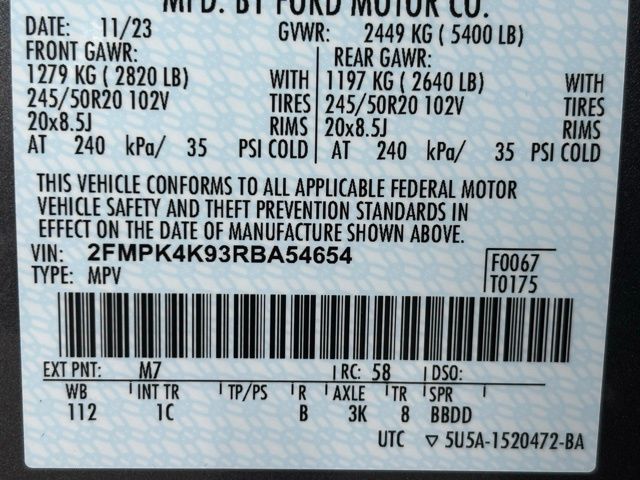 MFD. BY FORD MOTOR CO.
DATE: 11/23 GVWR: 2449 KG ( 5400 LB)
FRONT GAWR: REAR GAWR:
1279 KG ( 2820 LB) WITH 1197 KG ( 2640 LB) WITH
245/50R20 102V TIRES 245/50R20 102V TIRES
20x8.5J RIMS 20x8.5J RIMS
AT 240 kPa/ 35 PSI COLD AT 240 kPa/ 35 PSI COLD
THIS VEHICLE CONFORMS TO ALL APPLICABLE FEDERAL MOTOR
VEHICLE SAFETY AND THEFT PREVENTION STANDARDS IN
EFFECT ON THE DATE OF MANUFACTURE SHOWN ABOVE.
VIN: 2FMPK4K93RBA54654 F0067
TYPE: MPV T0175
EXT PNT: M7 RC: 58 DSO:
WB INT TR TP/PS R AXLE TR SPR
112 1C B 3K 8 BBDD
UTC ▽ 5U5A-1520472-BA